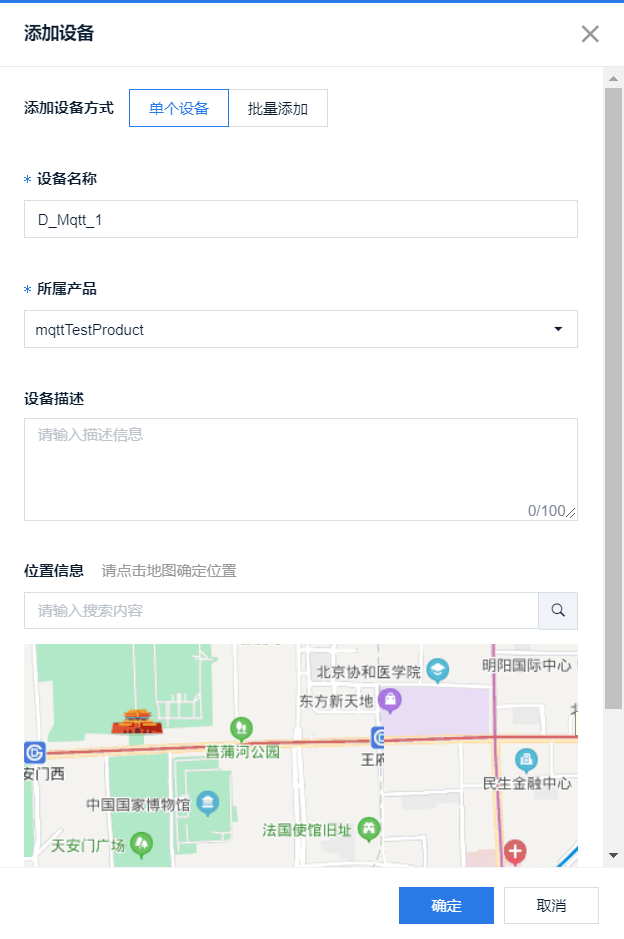 添加设备
添加设备方式 单个设备 批量添加
* 设备名称
D_Mqtt_1
* 所属产品
mqttTestProduct
设备描述
请输入描述信息
0/100
位置信息 请点击地图确定位置
请输入搜索内容
北京协和医学院
明阳国际中心
东方新天地
菖蒲河公园
安门西
王府
民生金融中心
中国国家博物馆
法国使馆旧址
天安门广场
确定 取消